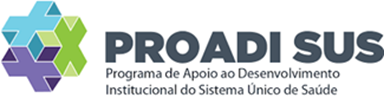 PROADI SUS
Programa de Apoio ao Desenvolvimento
Institucional do Sistema Único de Saúde